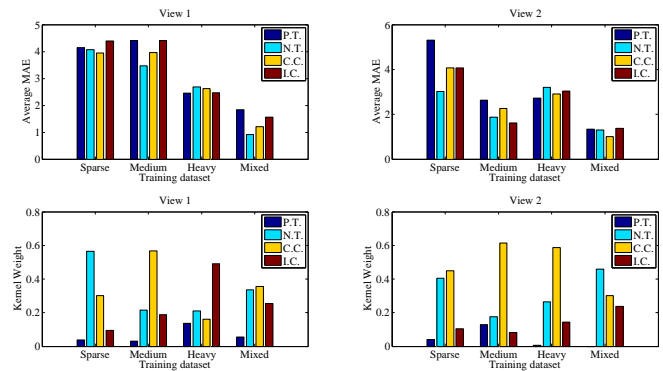 View 1
Average MAE
5
4
3
2
1
0
P.T.
N.T.
C.C.
I.C.
Sparse Medium Heavy Mixed
Training dataset
View 2
Average MAE
6
4
2
0
P.T.
N.T.
C.C.
I.C.
Sparse Medium Heavy Mixed
Training dataset
View 1
Kernel Weight
0.8
0.6
0.4
0.2
0
P.T.
N.T.
C.C.
I.C.
Sparse Medium Heavy Mixed
Training dataset
View 2
Kernel Weight
0.8
0.6
0.4
0.2
0
P.T.
N.T.
C.C.
I.C.
Sparse Medium Heavy Mixed
Training dataset